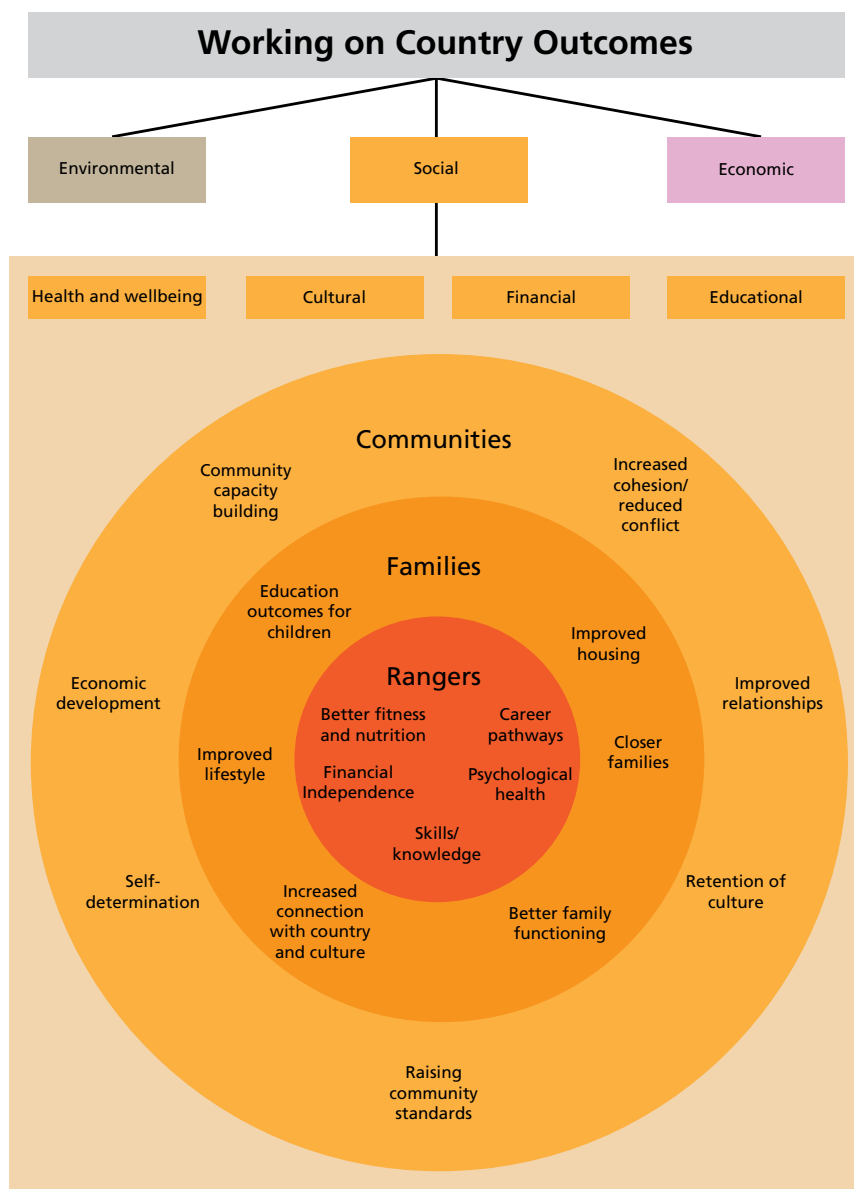 Working on Country Outcomes
Environmental
Social
Economic
Health and wellbeing
Cultural
Financial
Educational
Communities
Community
capacity
building
Increased
cohesion/
reduced
conflict
Families
Education
outcomes for
children
Improved
housing
Rangers
Economic
development
Improved
relationships
Better fitness
and nutrition
Career
pathways
Improved
lifestyle
Closer
families
Financial
Independence
Psychological
health
Skills/
knowledge
Self-
determination
Increased
connection
with country
and culture
Better family
functioning
Retention of
culture
Raising
community
standards